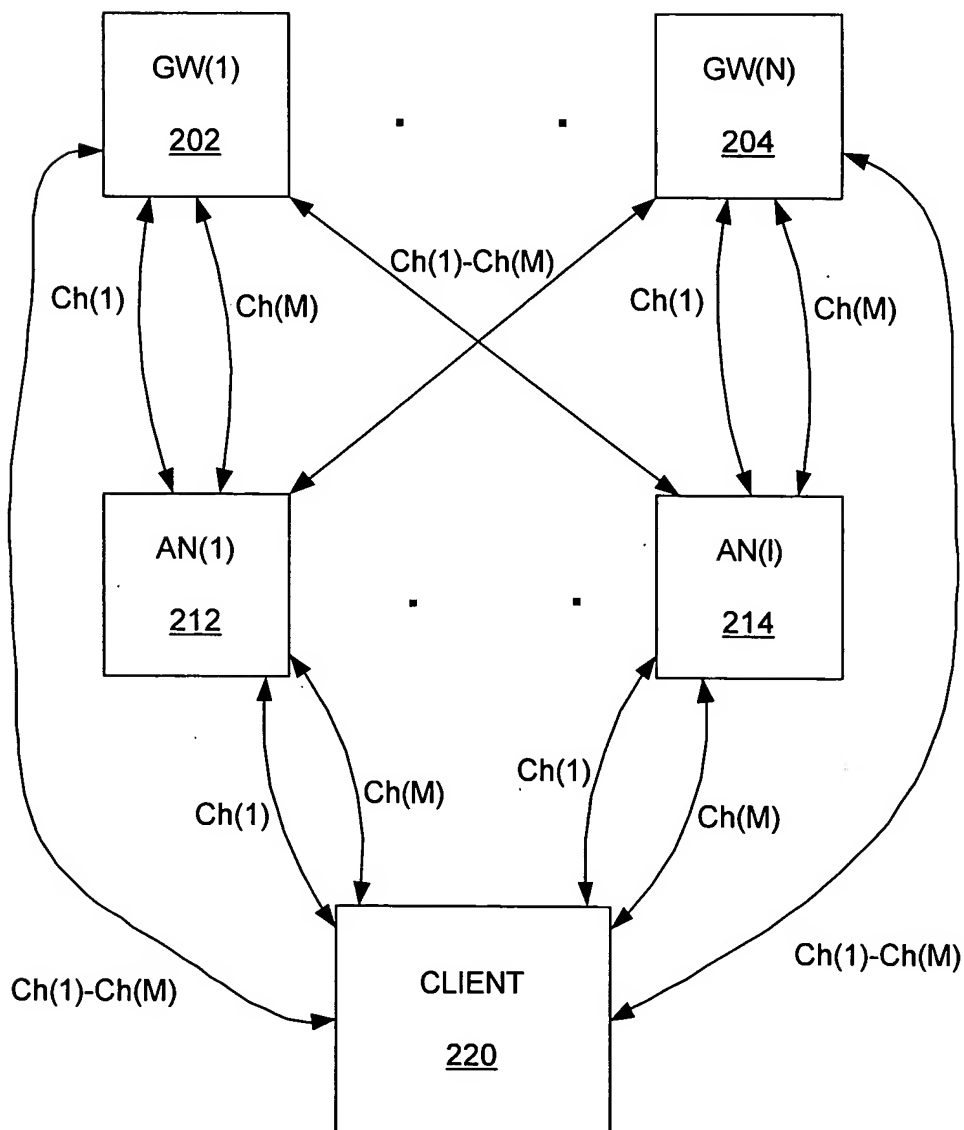 GW(1)
202
GW(N)
204
Ch(1)-Ch(M)
Ch(1)
Ch(M)
Ch(1)
Ch(M)
AN(1)
212
AN(I)
214
Ch(1)
Ch(M)
Ch(1)
Ch(M)
Ch(1)-Ch(M)
CLIENT
220
Ch(1)-Ch(M)